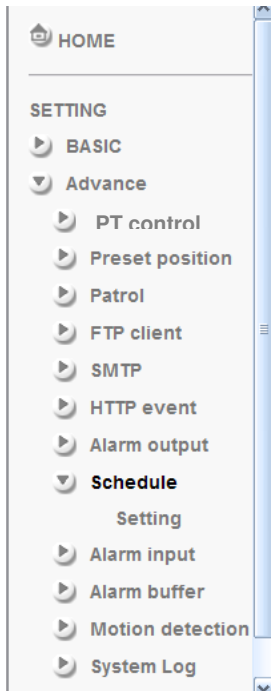 HOME
SETTING
BASIC
Advance
PT control
Preset position
Patrol
FTP client
SMTP
HTTP event
Alarm output
Schedule
Setting
Alarm input
Alarm buffer
Motion detection
System Log